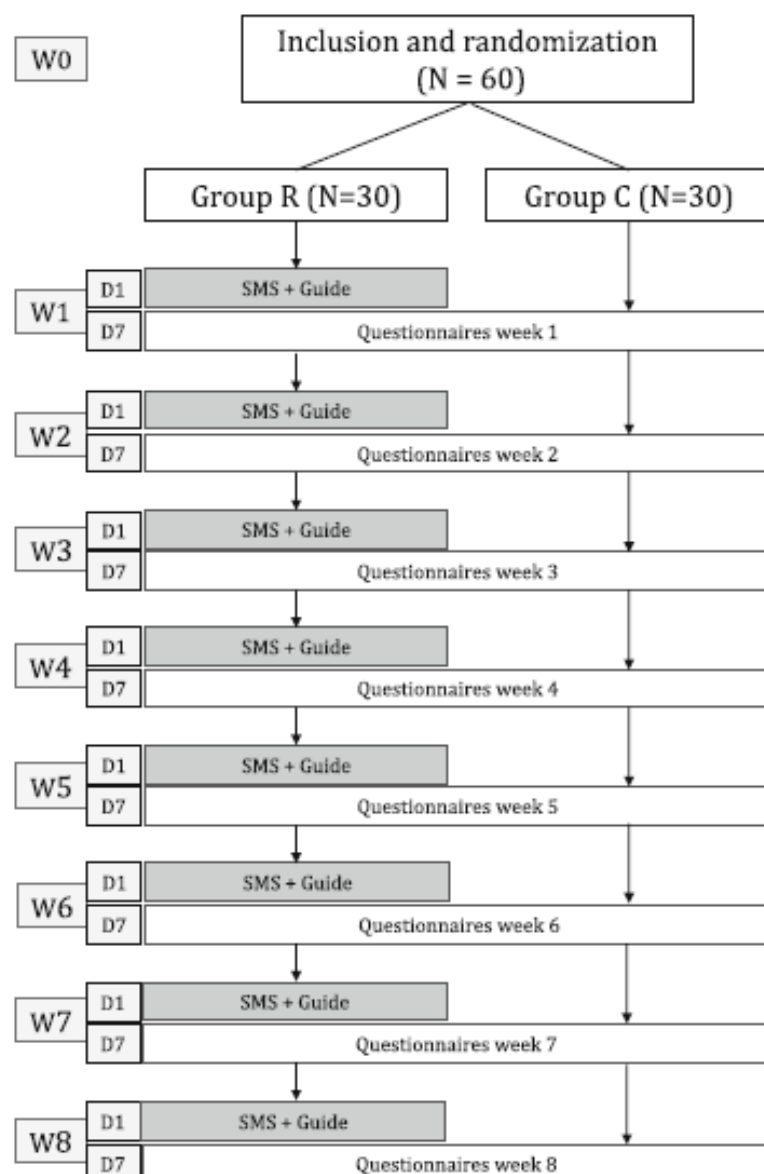 W0
Inclusion and randomization
(N = 60)
Group R (N=30)
Group C (N=30)
W1
D1
SMS + Guide
D7
Questionnaires week 1
W2
D1
SMS + Guide
D7
Questionnaires week 2
W3
D1
SMS + Guide
D7
Questionnaires week 3
W4
D1
SMS + Guide
D7
Questionnaires week 4
W5
D1
SMS + Guide
D7
Questionnaires week 5
W6
D1
SMS + Guide
D7
Questionnaires week 6
W7
D1
SMS + Guide
D7
Questionnaires week 7
W8
D1
SMS + Guide
D7
Questionnaires week 8